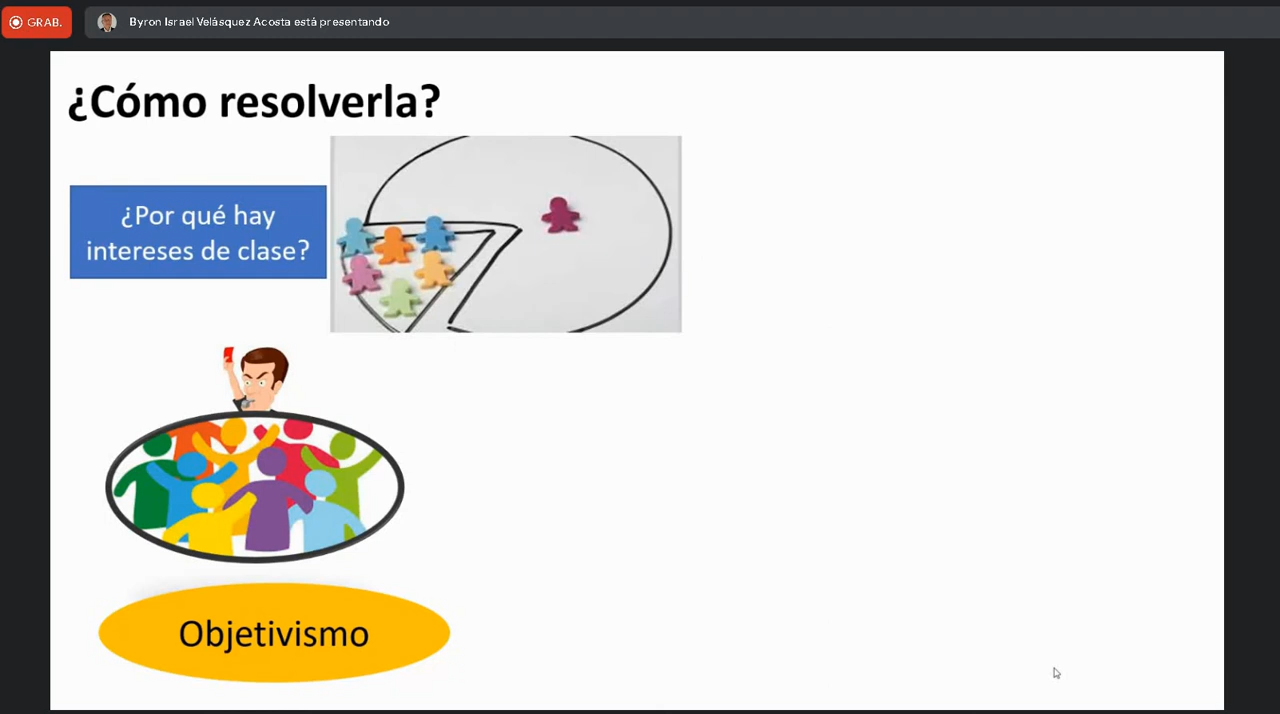 GRAB.
Byron Israel Velásquez Acosta está presentando
¿Cómo resolverla?
¿Por qué hay
intereses de clase?
Objetivismo